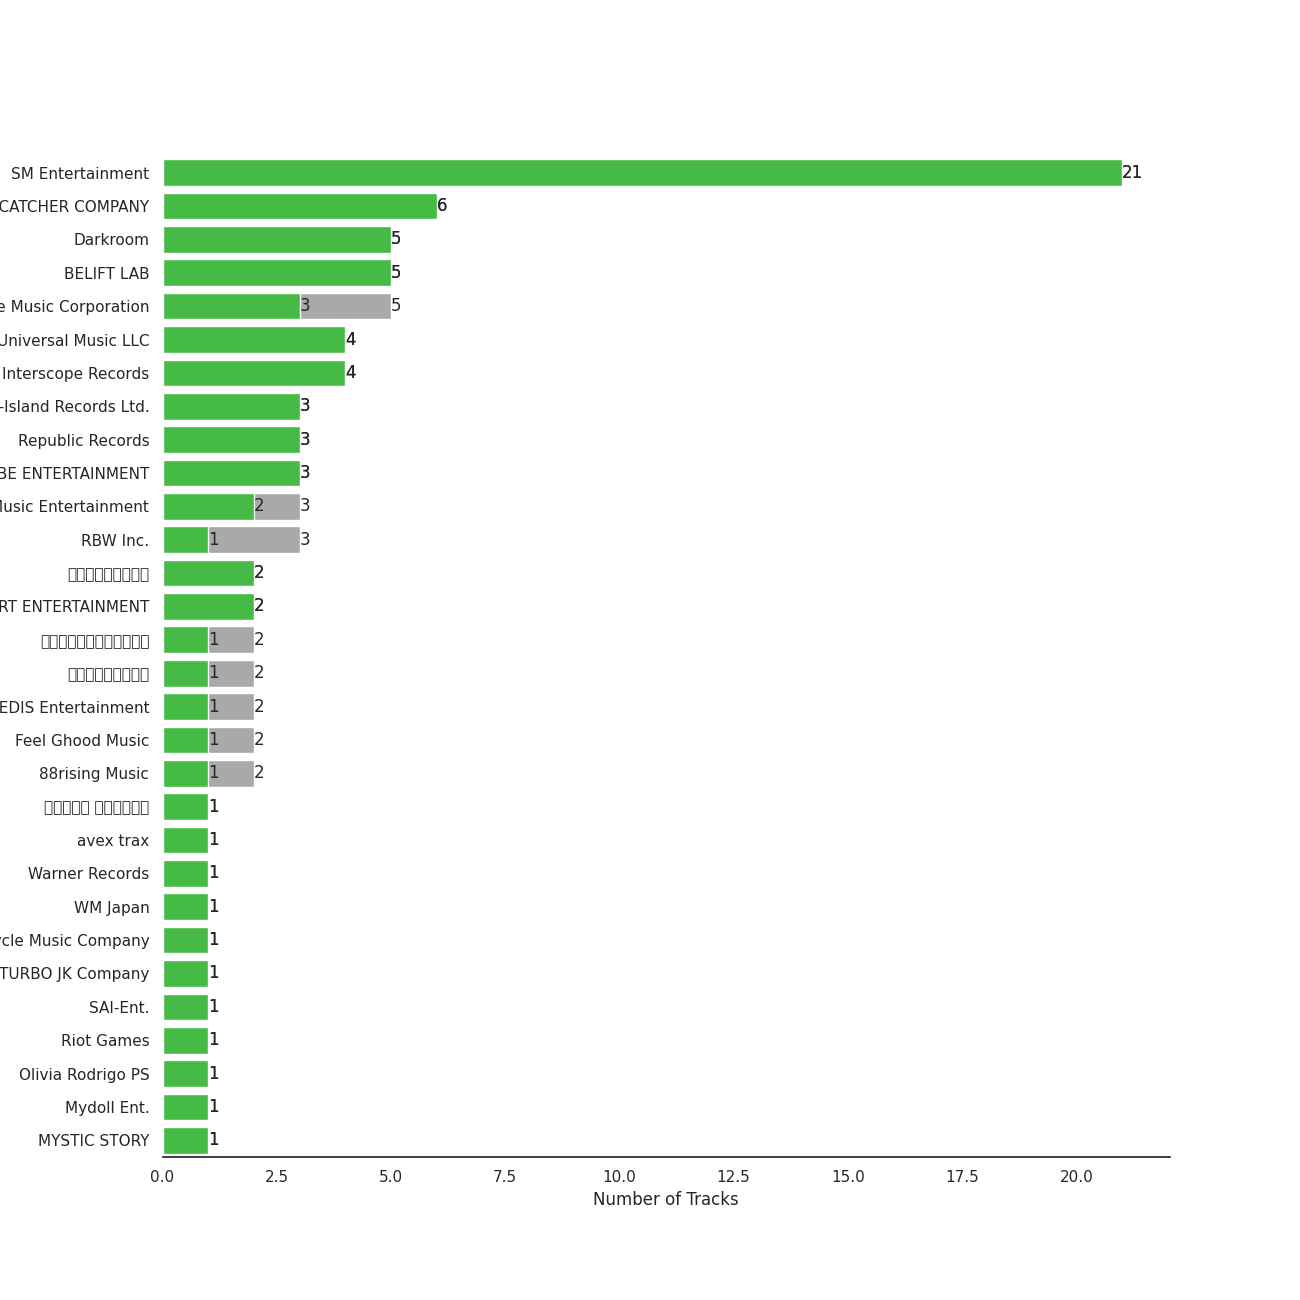 SM Entertainment 21
CATCHER COMPANY 6
Darkroom 5
BELIFT LAB 5
e Music Corporation 3 5
Universal Music LLC 4
Interscope Records 4
-Island Records Ltd. 3
Republic Records 3
BE ENTERTAINMENT 3
Music Entertainment 2 3
RBW Inc. 1 3
2
RT ENTERTAINMENT 2
1 2
1 2
EDIS Entertainment 1 2
Feel Ghood Music 1 2
88rising Music 1 2
1
avex trax 1
Warner Records 1
WM Japan 1
ycle Music Company 1
TURBO JK Company 1
SAI-Ent. 1
Riot Games 1
Olivia Rodrigo PS 1
Mydoll Ent. 1
MYSTIC STORY 1
0.0 2.5 5.0 7.5 10.0 12.5 15.0 17.5 20.0
Number of Tracks